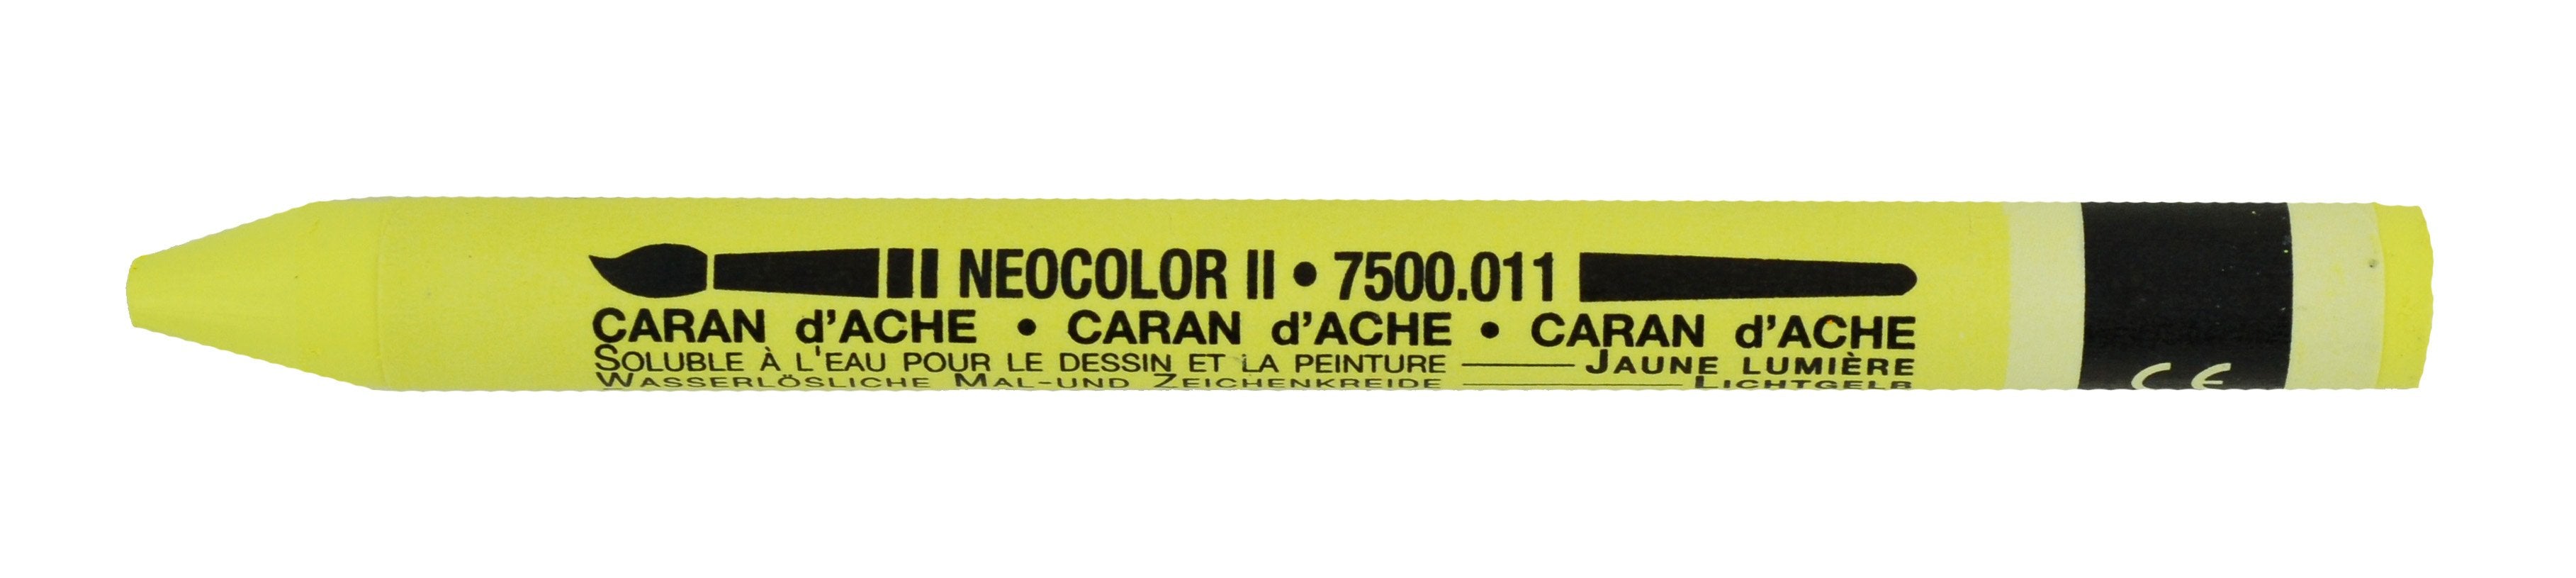 NEOCOLOR II • 7500.011
CARAN d'ACHE • CARAN d'ACHE • CARAN d'ACHE
SOLUBLE À L'EAU POUR LE DESSIN ET LA PEINTURE — JAUNE LUMIÈRE
WASSERLÖSLICHE MAL-UND ZEICHENKREIDE — LICHTGELB
CE